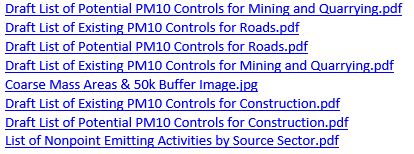 Draft List of Potential PM10 Controls for Mining and Quarrying.pdf
Draft List of Existing PM10 Controls for Roads.pdf
Draft List of Potential PM10 Controls for Roads.pdf
Draft List of Existing PM10 Controls for Mining and Quarrying.pdf
Coarse Mass Areas & 50k Buffer Image.jpg
Draft List of Existing PM10 Controls for Construction.pdf
Draft List of Potential PM10 Controls for Construction.pdf
List of Nonpoint Emitting Activities by Source Sector.pdf